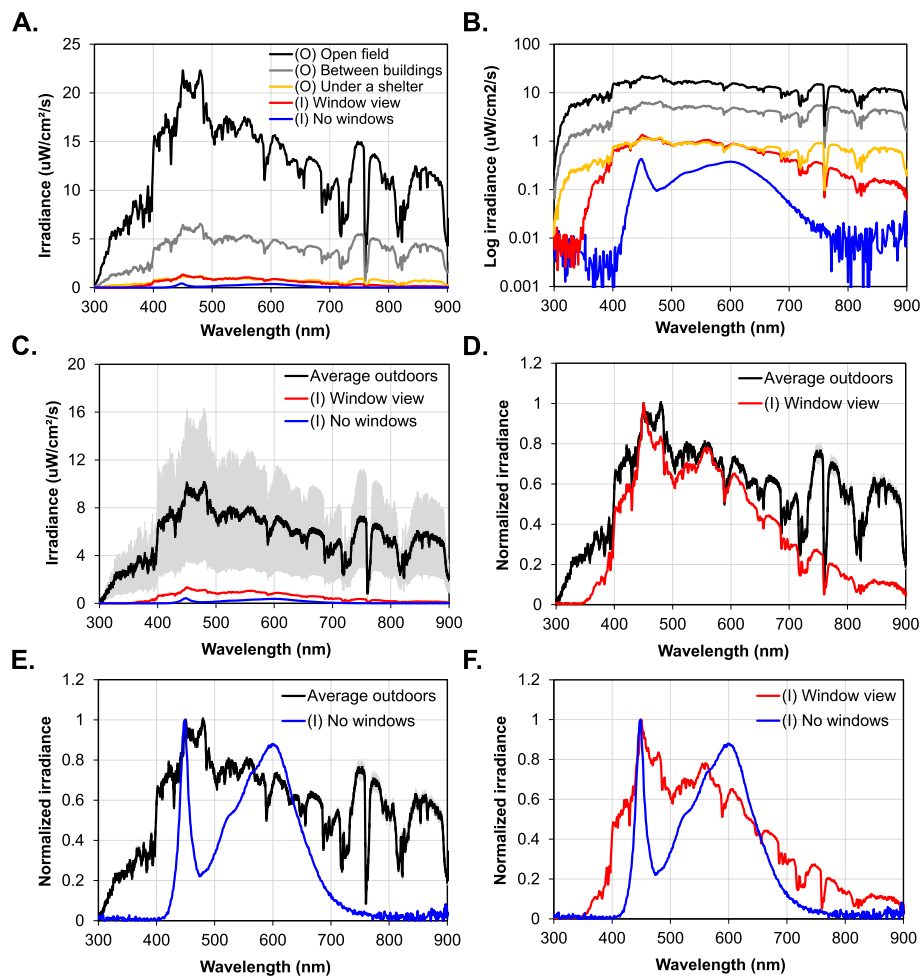 A.
Irradiance (uW/cm²/s)
25
20
15
10
5
0
300 400 500 600 700 800 900
Wavelength (nm)
(O) Open field
(O) Between buildings
(O) Under a shelter
(I) Window view
(I) No windows
B.
Log irradiance (uW/cm2/s)
100
10
1
0.1
0.01
0.001
300 400 500 600 700 800 900
Wavelength (nm)
C.
Irradiance (uW/cm²/s)
20
16
12
8
4
0
300 400 500 600 700 800 900
Wavelength (nm)
Average outdoors
(I) Window view
(I) No windows
D.
Normalized irradiance
1.2
1
0.8
0.6
0.4
0.2
0
300 400 500 600 700 800 900
Wavelength (nm)
Average outdoors
(I) Window view
E.
Normalized irradiance
1.2
1
0.8
0.6
0.4
0.2
0
300 400 500 600 700 800 900
Wavelength (nm)
Average outdoors
(I) No windows
F.
Normalized irradiance
1.2
1
0.8
0.6
0.4
0.2
0
300 400 500 600 700 800 900
Wavelength (nm)
(I) Window view
(I) No windows